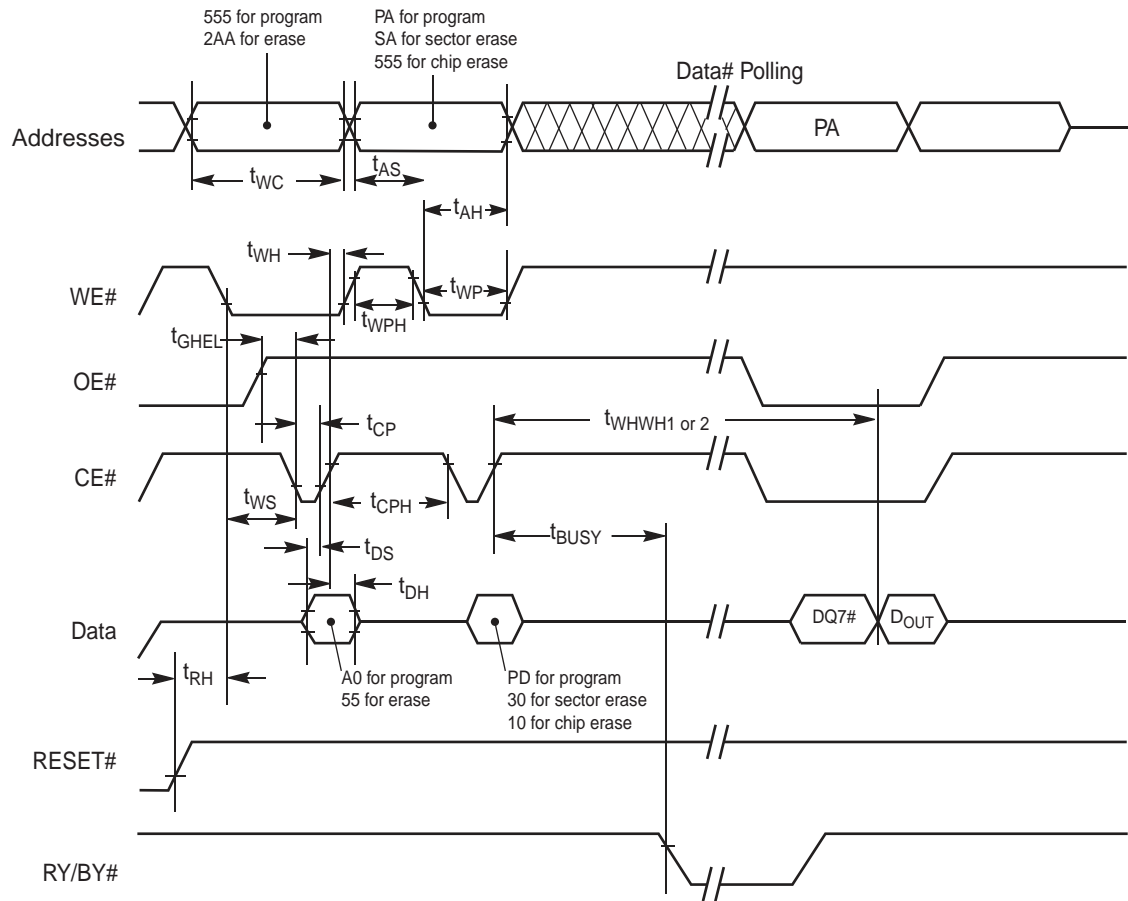 555 for program
2AA for erase
PA for program
SA for sector erase
555 for chip erase
Data# Polling
Addresses
PA
tWC
tAS
tAH
tWH
WE#
tWP
tWPH
tGHEL
OE#
tCP
tWHWH1 or 2
CE#
tWS
tCPH
tBUSY
tDS
tDH
Data
DQ7#
DOUT
tRH
A0 for program
55 for erase
PD for program
30 for sector erase
10 for chip erase
RESET#
RY/BY#